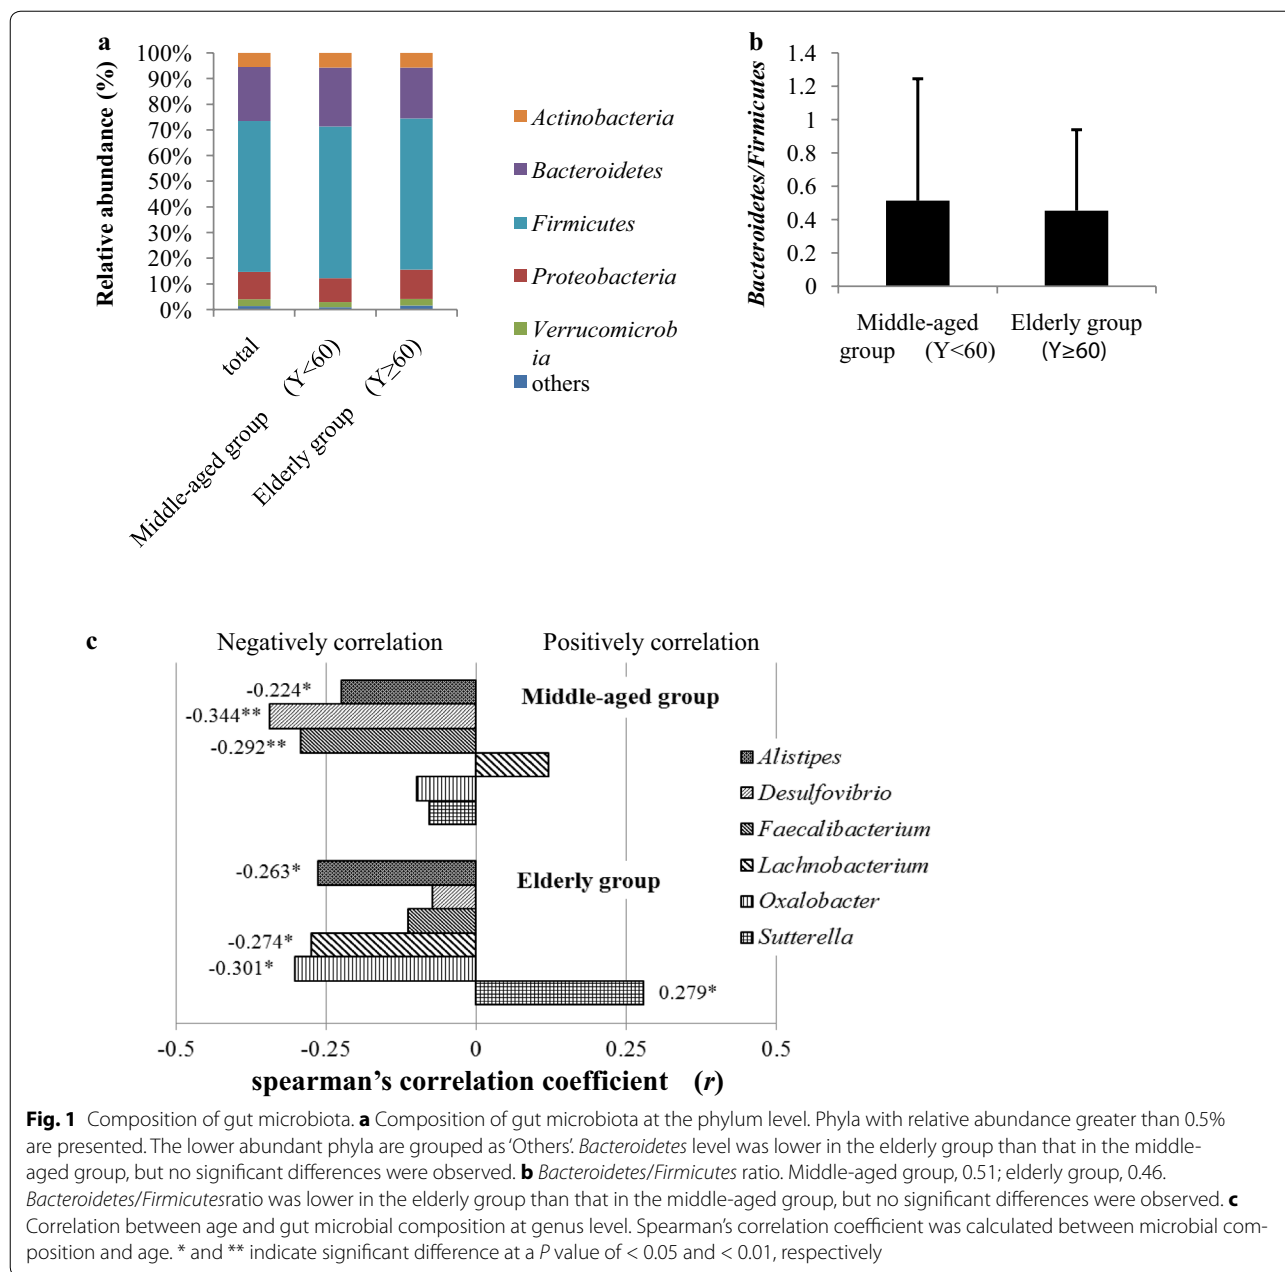 a
100%
90%
80%
70%
60%
50%
40%
30%
20%
10%
0%
Relative abundance (%)
total
Middle-aged group (Y<60)
Elderly group (Y≥60)
Actinobacteria
Bacteroidetes
Firmicutes
Proteobacteria
Verrucomicrob
ia
others
b
1.4
1.2
1
0.8
0.6
0.4
0.2
0
Bacteroidetes/Firmicutes
Middle-aged
group (Y<60)
Elderly group
(Y≥60)
c
Negatively correlation Positively correlation
Middle-aged group
-0.224*
-0.344**
-0.292**
Elderly group
-0.263*
-0.274*
-0.301*
0.279*
Alistipes
Desulfovibrio
Faecalibacterium
Lachnobacterium
Oxalobacter
Sutterella
-0.5 -0.25 0 0.25 0.5
spearman's correlation coefficient (r)
Fig. 1 Composition of gut microbiota. a Composition of gut microbiota at the phylum level. Phyla with relative abundance greater than 0.5%
are presented. The lower abundant phyla are grouped as 'Others'. Bacteroidetes level was lower in the elderly group than that in the middle-
aged group, but no significant differences were observed. b Bacteroidetes/Firmicutes ratio. Middle-aged group, 0.51; elderly group, 0.46.
Bacteroidetes/Firmicutesratio was lower in the elderly group than that in the middle-aged group, but no significant differences were observed. c
Correlation between age and gut microbial composition at genus level. Spearman's correlation coefficient was calculated between microbial com-
position and age. * and ** indicate significant difference at a P value of < 0.05 and < 0.01, respectively